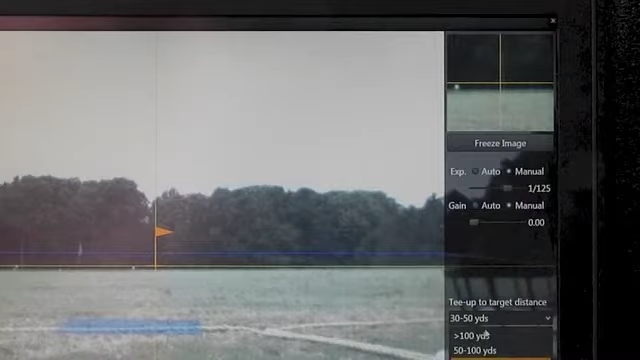 Freeze Image
Exp. Auto Manual
1/125
Gain Auto Manual
0.00
Tee-up to target distance
30-50 yds
>100 yds
50-100 yds